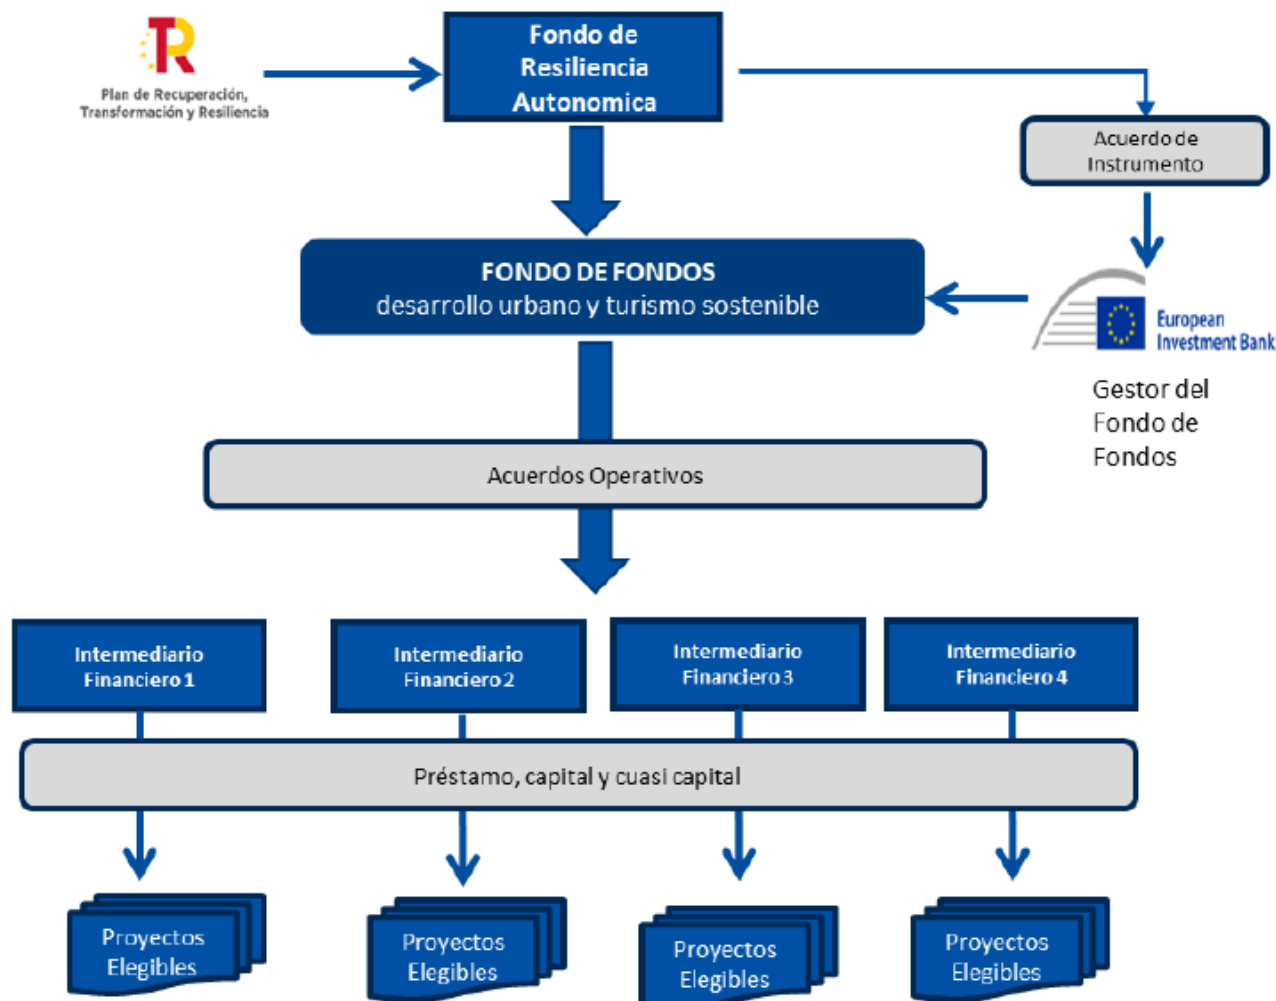 TR
Plan de Recuperación,
Transformación y Resiliencia
Fondo de
Resiliencia
Autonomica
Acuerdo de
Instrumento
FONDO DE FONDOS
desarrollo urbano y turismo sostenible
European
Investment Bank
Gestor del
Fondo de
Fondos
Acuerdos Operativos
Intermediario
Financiero 1
Intermediario
Financiero 2
Intermediario
Financiero 3
Intermediario
Financiero 4
Préstamo, capital y cuasi capital
Proyectos
Elegibles
Proyectos
Elegibles
Proyectos
Elegibles
Proyectos
Elegibles